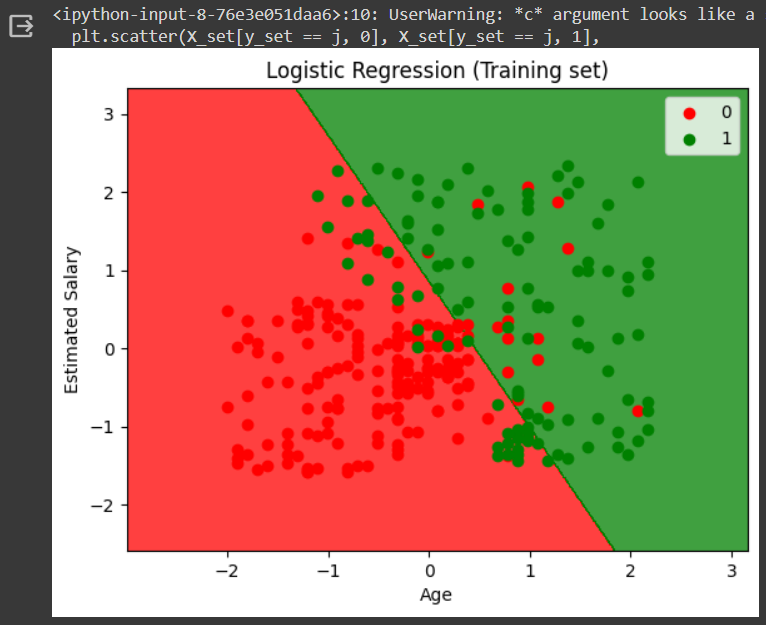 <ipython-input-8-76e3e051daa6>:10: UserWarning: *c* argument looks like a
plt.scatter(X_set[y_set == j, 0], X_set[y_set == j, 1],
Logistic Regression (Training set)
0
1
3
2
1
0
−1
−2
Estimated Salary
−2 −1 0 1 2 3
Age